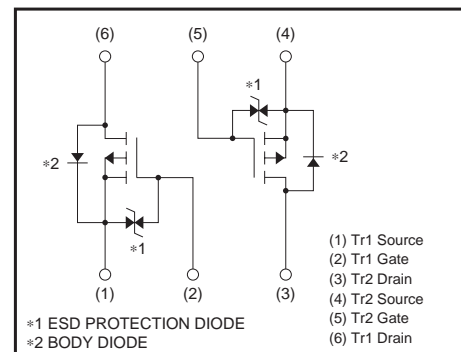 (6) (5) (4)
∗1
∗2
∗2
∗1
(1) (2) (3)
(1) Tr1 Source
(2) Tr1 Gate
(3) Tr2 Drain
(4) Tr2 Source
(5) Tr2 Gate
(6) Tr1 Drain
∗1 ESD PROTECTION DIODE
∗2 BODY DIODE